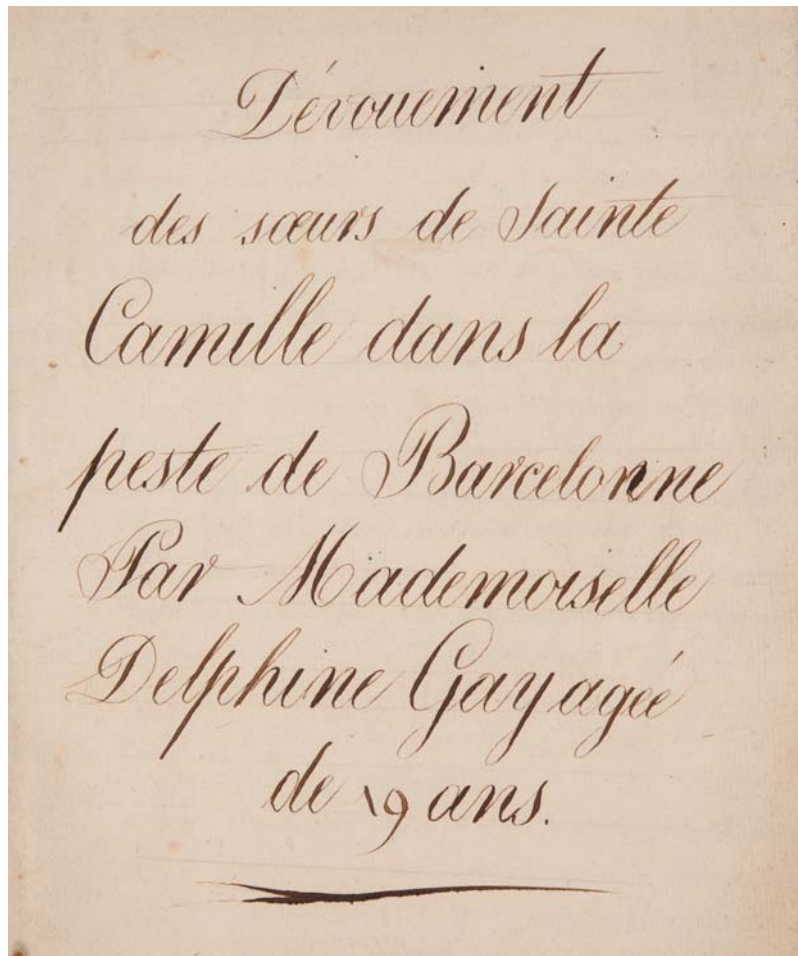 Dévouement
des sœurs de Sainte
Camille dans la
peste de Barcelonne
Par Mademoiselle
Delphine Gay agée
de 19 ans.